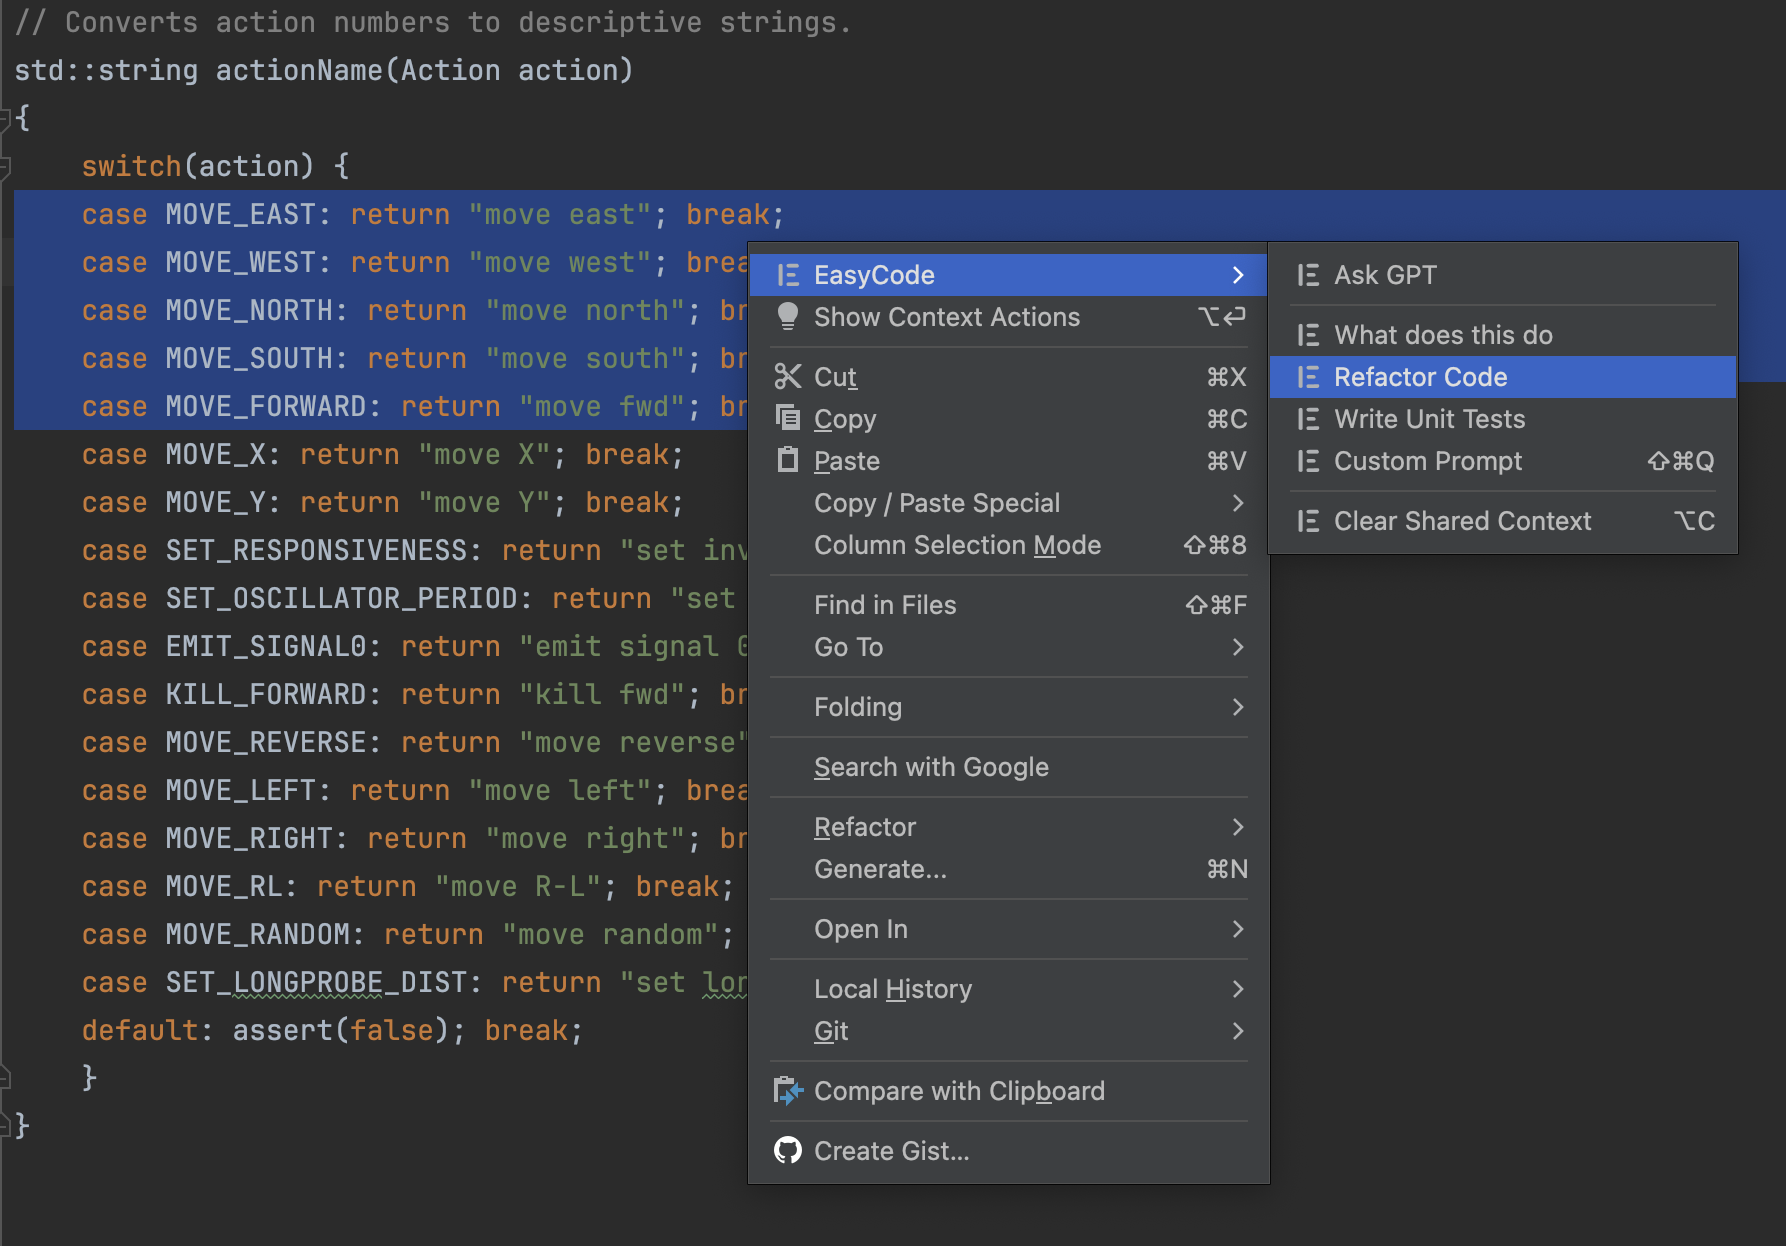 // Converts action numbers to descriptive strings.
std::string actionName(Action action)
{
switch(action) {
case MOVE_EAST: return "move east"; break;
case MOVE_WEST: return "move west"; brea
case MOVE_NORTH: return "move north"; br
case MOVE_SOUTH: return "move south"; br
case MOVE_FORWARD: return "move fwd"; br
case MOVE_X: return "move X"; break;
case MOVE_Y: return "move Y"; break;
case SET_RESPONSIVENESS: return "set inv
case SET_OSCILLATOR_PERIOD: return "set
case EMIT_SIGNAL0: return "emit signal 0
case KILL_FORWARD: return "kill fwd"; br
case MOVE_REVERSE: return "move reverse"
case MOVE_LEFT: return "move left"; brea
case MOVE_RIGHT: return "move right"; br
case MOVE_RL: return "move R-L"; break;
case MOVE_RANDOM: return "move random";
case SET_LONGPROBE_DIST: return "set lon
default: assert(false); break;
}
}
EasyCode
Show Context Actions ⌥↩
Cut ⌘X
Copy ⌘C
Paste ⌘V
Copy / Paste Special
Column Selection Mode ⇧⌘8
Find in Files ⇧⌘F
Go To
Folding
Search with Google
Refactor
Generate... ⌘N
Open In
Local History
Git
Compare with Clipboard
Create Gist...
Ask GPT
What does this do
Refactor Code
Write Unit Tests
Custom Prompt ⇧⌘Q
Clear Shared Context ⌥C